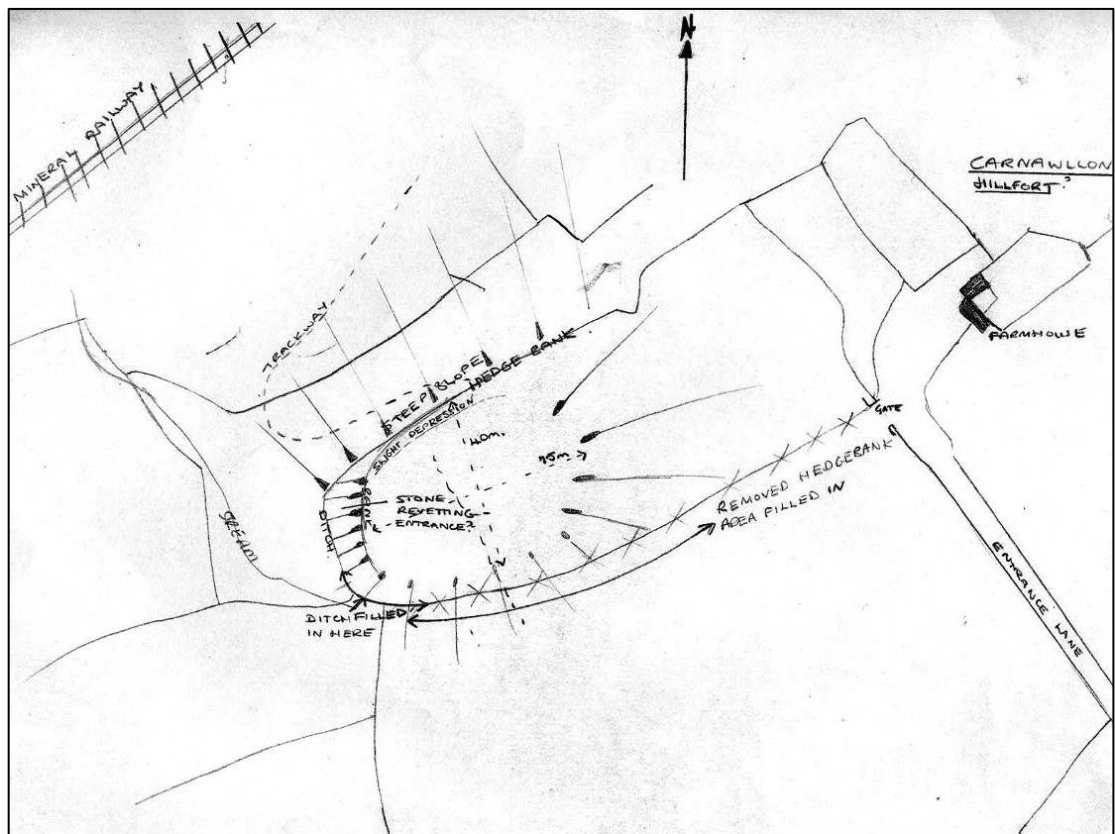 N
MINERAL RAILWAY
CARNAWLLON
HILLFORT?
TRACKWAY
FARMHOUSE
STEEP SLOPE
HEDGE BANK
SLIGHT DEPRESSION
40m.
GATE
75m
BANK
STONE
REVETTING
ENTRANCE?
DITCH
REMOVED HEDGEBANK
AREA FILLED IN
STREAM
ENTRANCE LANE
DITCH FILLED
IN HERE